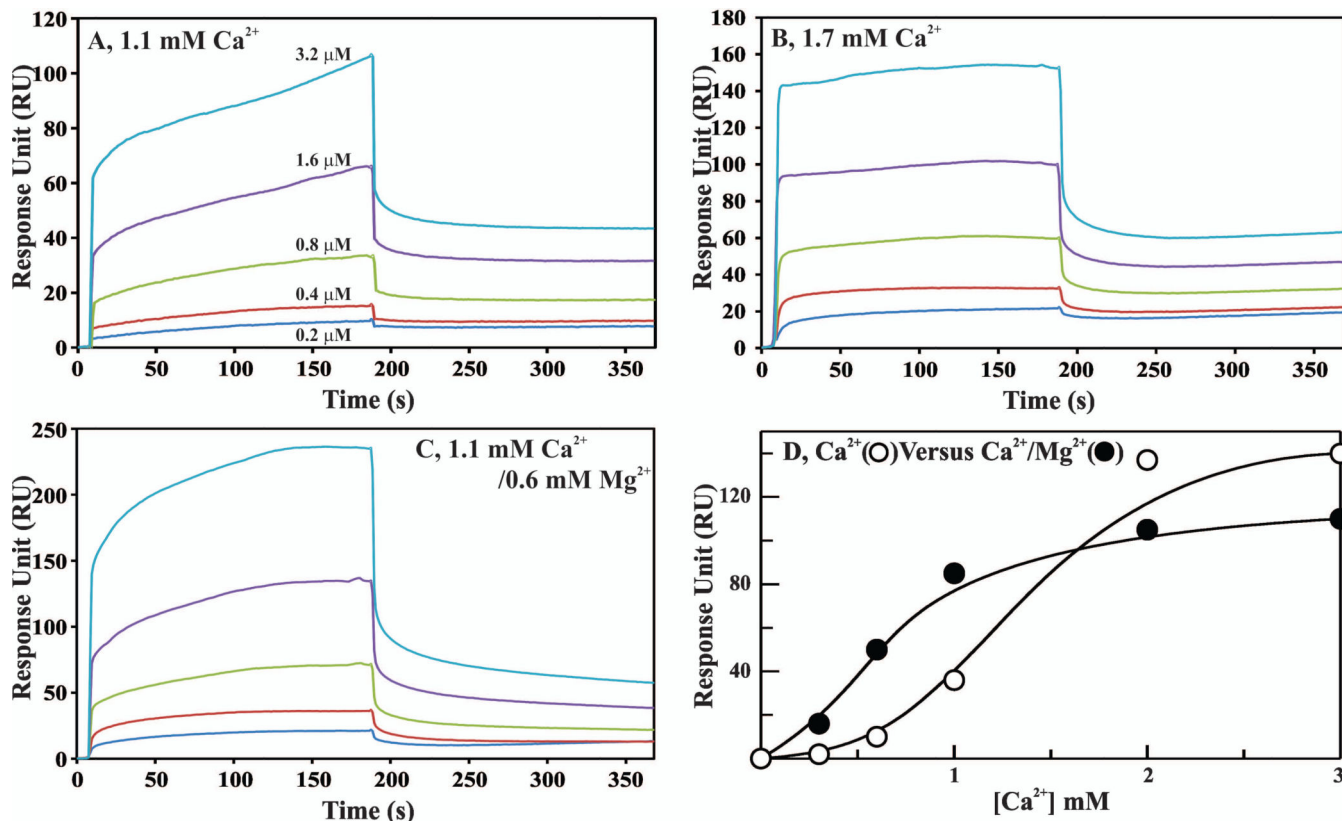 A, 1.1 mM Ca²⁺
Response Unit (RU)
120
100
80
60
40
20
0
3.2 µM
1.6 µM
0.8 µM
0.4 µM
0.2 µM
0 50 100 150 200 250 300 350
Time (s)
B, 1.7 mM Ca²⁺
Response Unit (RU)
180
160
140
120
100
80
60
40
20
0
0 50 100 150 200 250 300 350
Time (s)
C, 1.1 mM Ca²⁺
/0.6 mM Mg²⁺
Response Unit (RU)
250
200
150
100
50
0
0 50 100 150 200 250 300 350
Time (s)
D, Ca²⁺(○)Versus Ca²⁺/Mg²⁺(●)
Response Unit (RU)
120
80
40
1 2 3
[Ca²⁺] mM